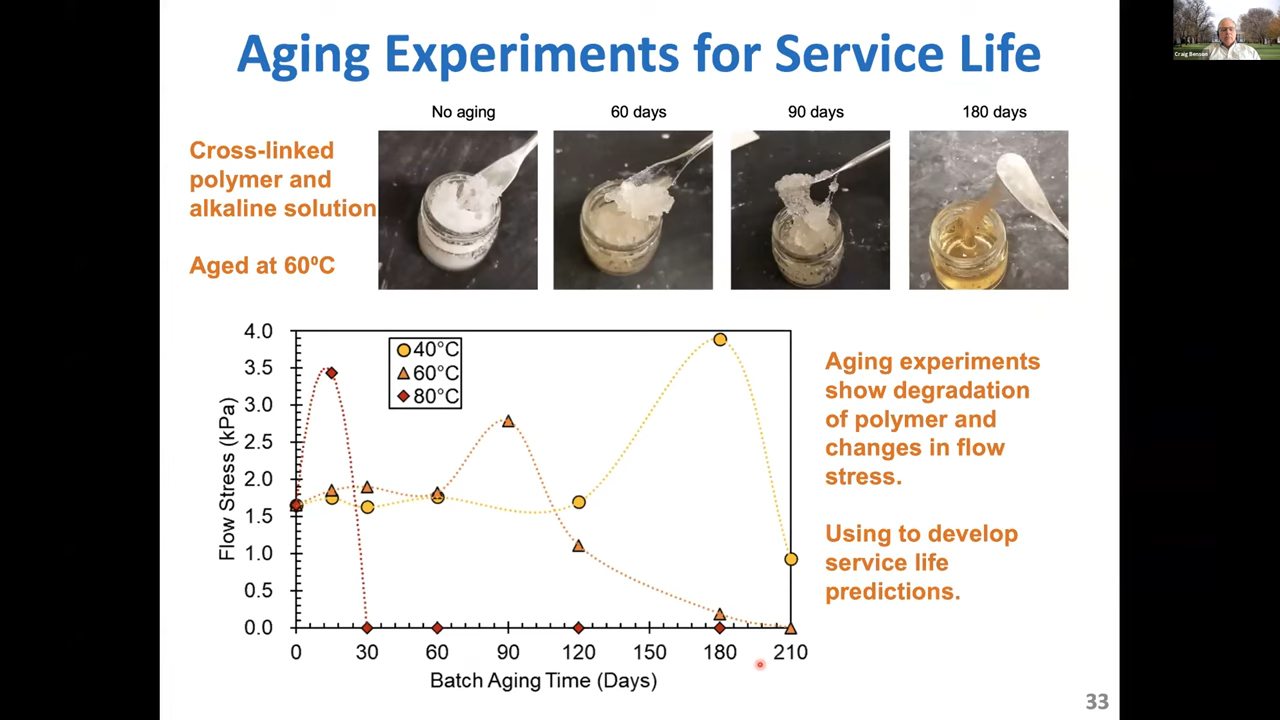 Aging Experiments for Service Life
Craig Benson
No aging
60 days
90 days
180 days
Cross-linked
polymer and
alkaline solution
Aged at 60⁰C
4.0
3.5
3.0
2.5
2.0
1.5
1.0
0.5
0.0
Flow Stress (kPa)
40°C
60°C
80°C
0
30
60
90
120
150
180
210
Batch Aging Time (Days)
Aging experiments
show degradation
of polymer and
changes in flow
stress.
Using to develop
service life
predictions.
33